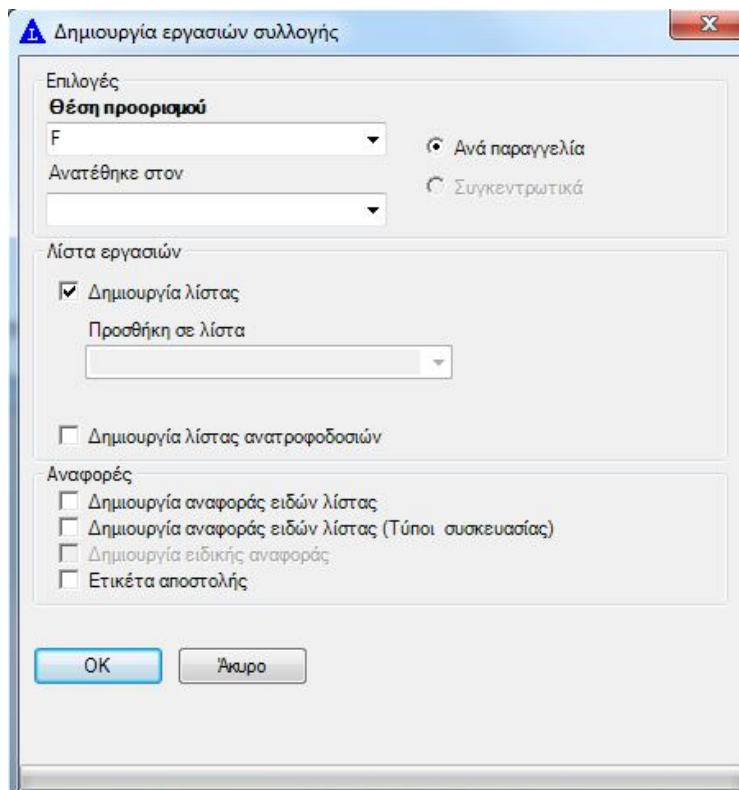 Δημιουργία εργασιών συλλογής
Επιλογές
Θέση προορισμού
F
Ανά παραγγελία
Ανατέθηκε στον
Συγκεντρωτικά
Λίστα εργασιών
Δημιουργία λίστας
Προσθήκη σε λίστα
Δημιουργία λίστας ανατροφοδοσιών
Αναφορές
Δημιουργία αναφοράς ειδών λίστας
Δημιουργία αναφοράς ειδών λίστας (Τύποι συσκευασίας)
Δημιουργία ειδικής αναφοράς
Ετικέτα αποστολής
OK Άκυρο